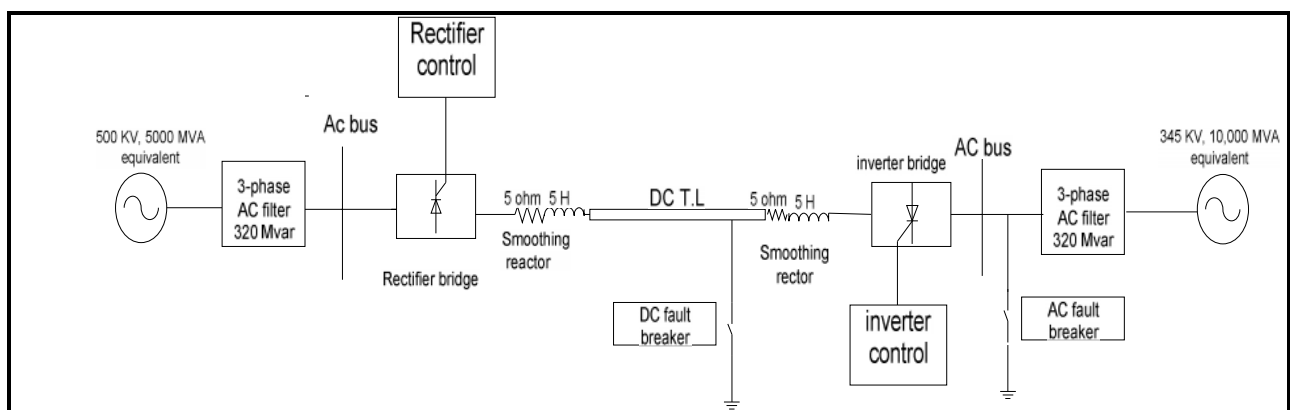 Rectifier
control
500 KV, 5000 MVA
equivalent
Ac bus
3-phase
AC filter
320 Mvar
Rectifier bridge
5 ohm 5 H
Smoothing
reactor
DC T.L
5 ohm 5 H
Smoothing
rector
inverter bridge
AC bus
345 KV, 10,000 MVA
equivalent
3-phase
AC filter
320 Mvar
DC fault
breaker
inverter
control
AC fault
breaker